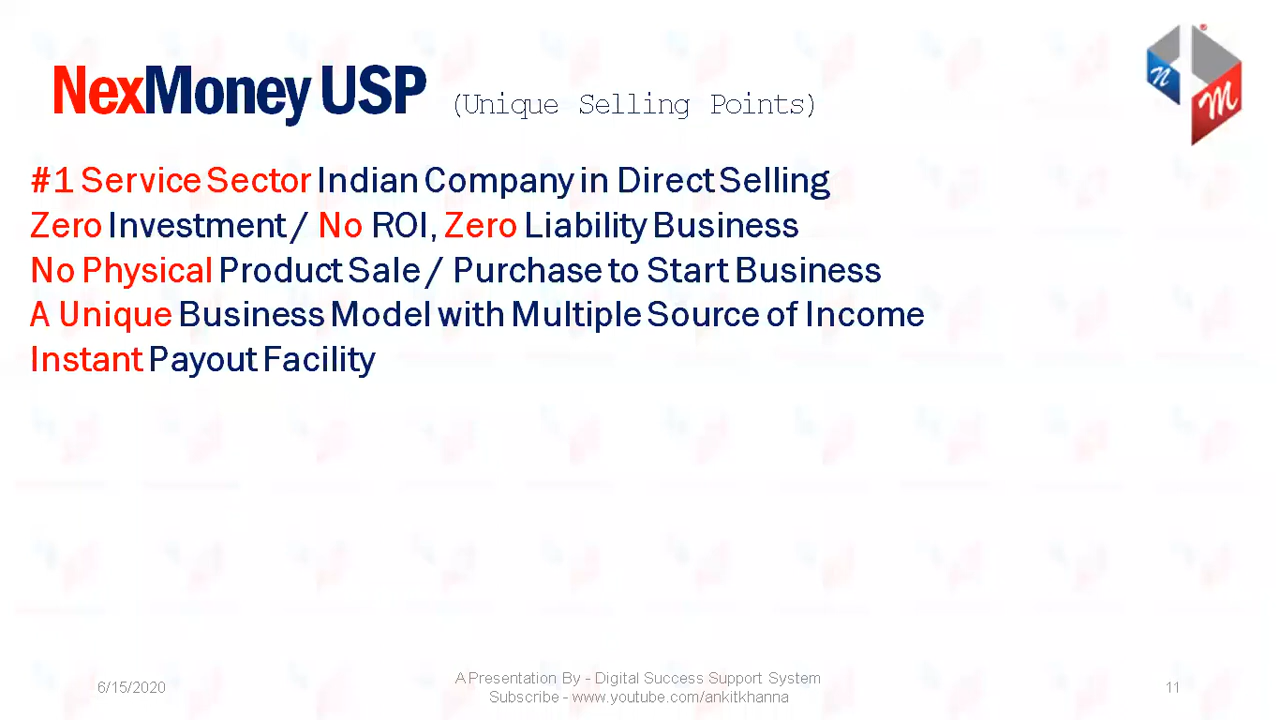 NexMoney USP (Unique Selling Points)
n m
#1 Service Sector Indian Company in Direct Selling
Zero Investment / No ROI, Zero Liability Business
No Physical Product Sale / Purchase to Start Business
A Unique Business Model with Multiple Source of Income
Instant Payout Facility
6/15/2020
A Presentation By - Digital Success Support System
Subscribe - www.youtube.com/ankitkhanna
11